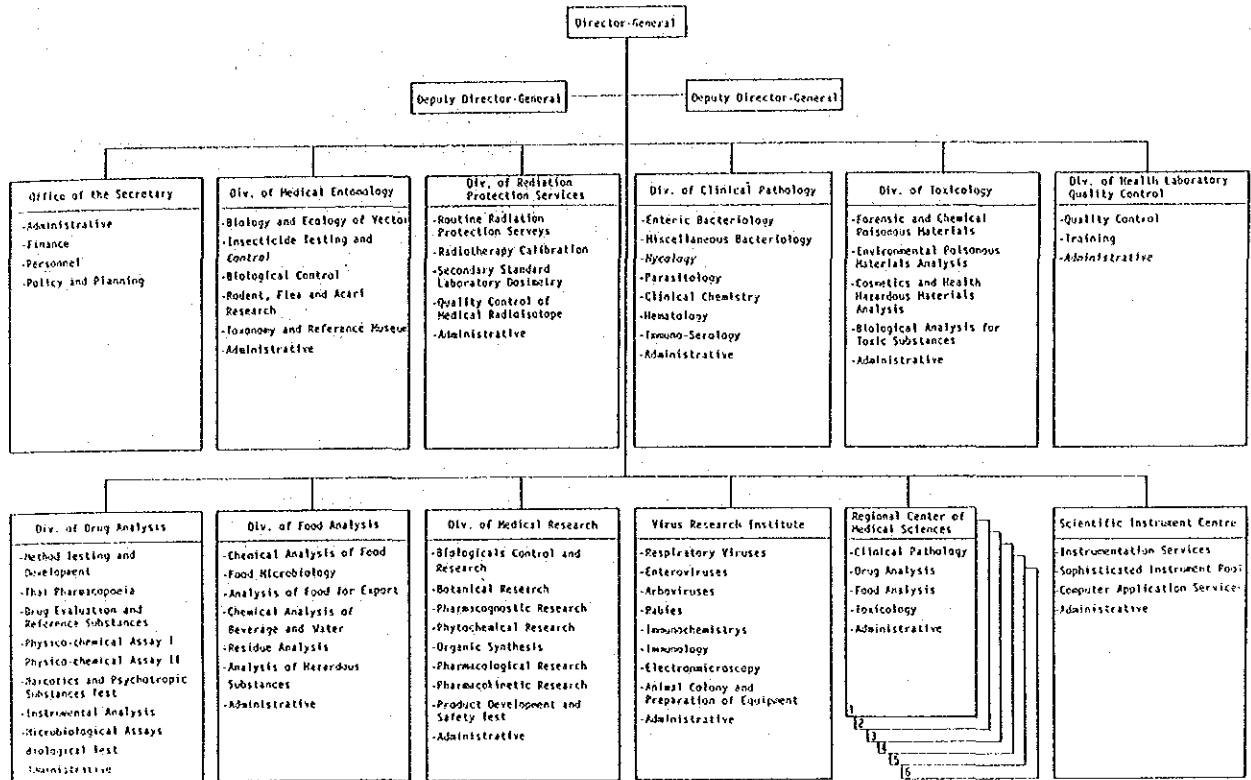 Director-General
Deputy Director-General
Deputy Director-General
Office of the Secretary
-Administrative
-Finance
-Personnel
-Policy and Planning
Div. of Medical Entomology
-Biology and Ecology of Vector
-Insecticide Testing and
Control
-Biological Control
-Rodent, Flea and Acari
Research
-Taxonomy and Reference Museum
-Administrative
Div. of Radiation
Protection Services
-Routine Radiation
Protection Serveys
-Radiotherapy Calibration
-Secondary Standard
Laboratory Dosimetry
-Quality Control of
Medical Radioisotope
-Administrative
Div. of Clinical Pathology
-Enteric Bacteriology
-Miscellaneous Bacteriology
-Mycology
-Parasitology
-Clinical Chemistry
-Hematology
-Immuno-Serology
-Administrative
Div. of Toxicology
-Forensic and Chemical
Poisonous Materials
-Environmental Poisonous
Materials Analysis
-Cosmetics and Health
Hazardous Materials
Analysis
-Biological Analysis for
Toxic Substances
-Administrative
Div. of Health Laboratory
Quality Control
-Quality Control
-Training
-Administrative
Div. of Drug Analysis
-Method Testing and
Development
-Thai Pharmacopoeia
-Drug Evaluation and
Reference Substances
-Physico-chemical Assay I
Physico-chemical Assay II
-Narcotics and Psychotropic
Substances Test
-Instrumental Analysis
-Microbiological Assays
Biological Test
Administrative
Div. of Food Analysis
-Chemical Analysis of Food
-Food Microbiology
-Analysis of Food for Export
-Chemical Analysis of
Beverage and Water
-Residue Analysis
-Analysis of Hazardous
Substances
-Administrative
Div. of Medical Research
-Biologicals Control and
Research
-Botanical Research
-Pharmacognostic Research
-Phytochemical Research
-Organic Synthesis
-Pharmacological Research
-Pharmacokinetic Research
-Product Development and
Safety Test
-Administrative
Virus Research Institute
-Respiratory Viruses
-Enteroviruses
-Arboviruses
-Rabies
-Immunochemistrys
-Immunology
-Electronmicroscopy
-Animal Colony and
Preparation of Equipment
-Administrative
Regional Center of
Medical Sciences
-Clinical Pathology
-Drug Analysis
-Food Analysis
-Toxicology
-Administrative
1
2
3
4
5
6
Scientific Instrument Centre
-Instrumentation Services
-Sophisticated Instrument Pool
-Computer Application Service-
-Administrative